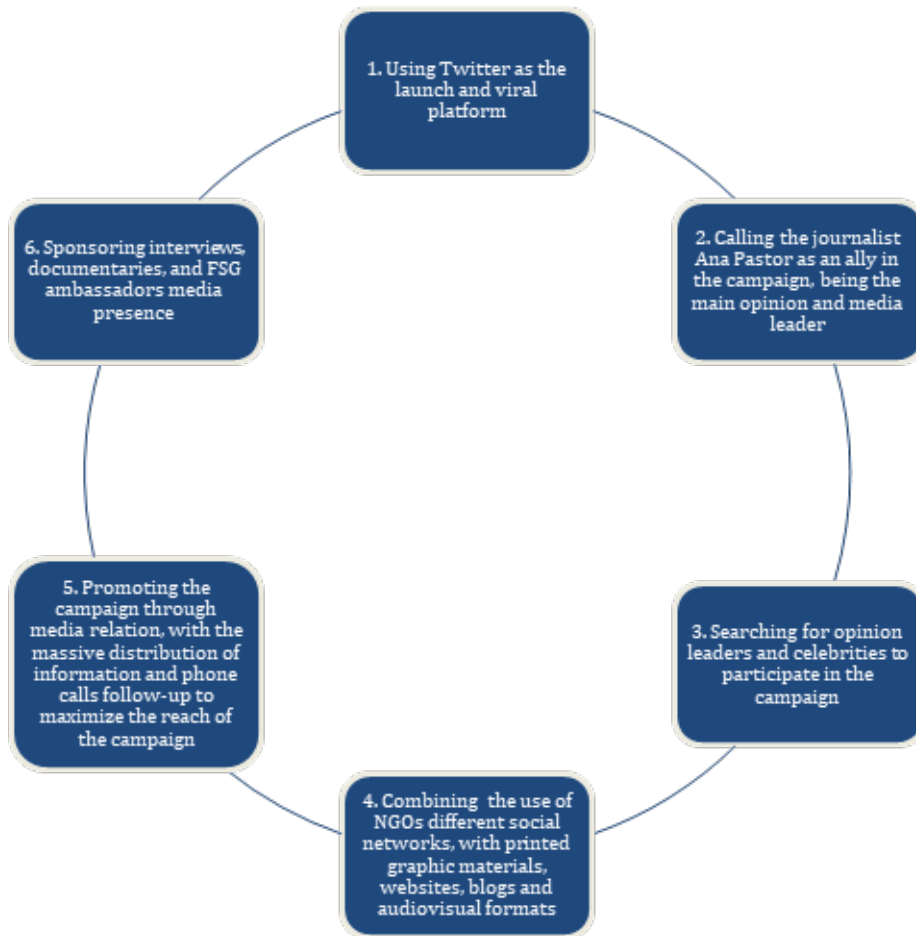 1. Using Twitter as the
launch and viral
platform
2. Calling the journalist
Ana Pastor as an ally in
the campaign, being the
main opinion and media
leader
3. Searching for opinion
leaders and celebrities to
participate in the
campaign
4. Combining the use of
NGOs different social
networks, with printed
graphic materials,
websites, blogs and
audiovisual formats
5. Promoting the
campaign through
media relation, with the
massive distribution of
information and phone
calls follow-up to
maximize the reach of
the campaign
6. Sponsoring interviews,
documentaries, and FSG
ambassadors media
presence